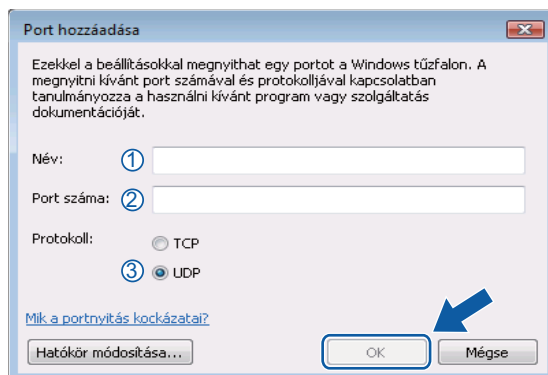 Port hozzáadása
Ezekkel a beállításokkal megnyithat egy portot a Windows tűzfalon. A
megnyitni kívánt port számával és protokolljával kapcsolatban
tanulmányozza a használni kívánt program vagy szolgáltatás
dokumentációját.
Név: 1
Port száma: 2
Protokoll: TCP
3 UDP
Mik a portnyitás kockázatai?
Hatókör módosítása... OK Mégse